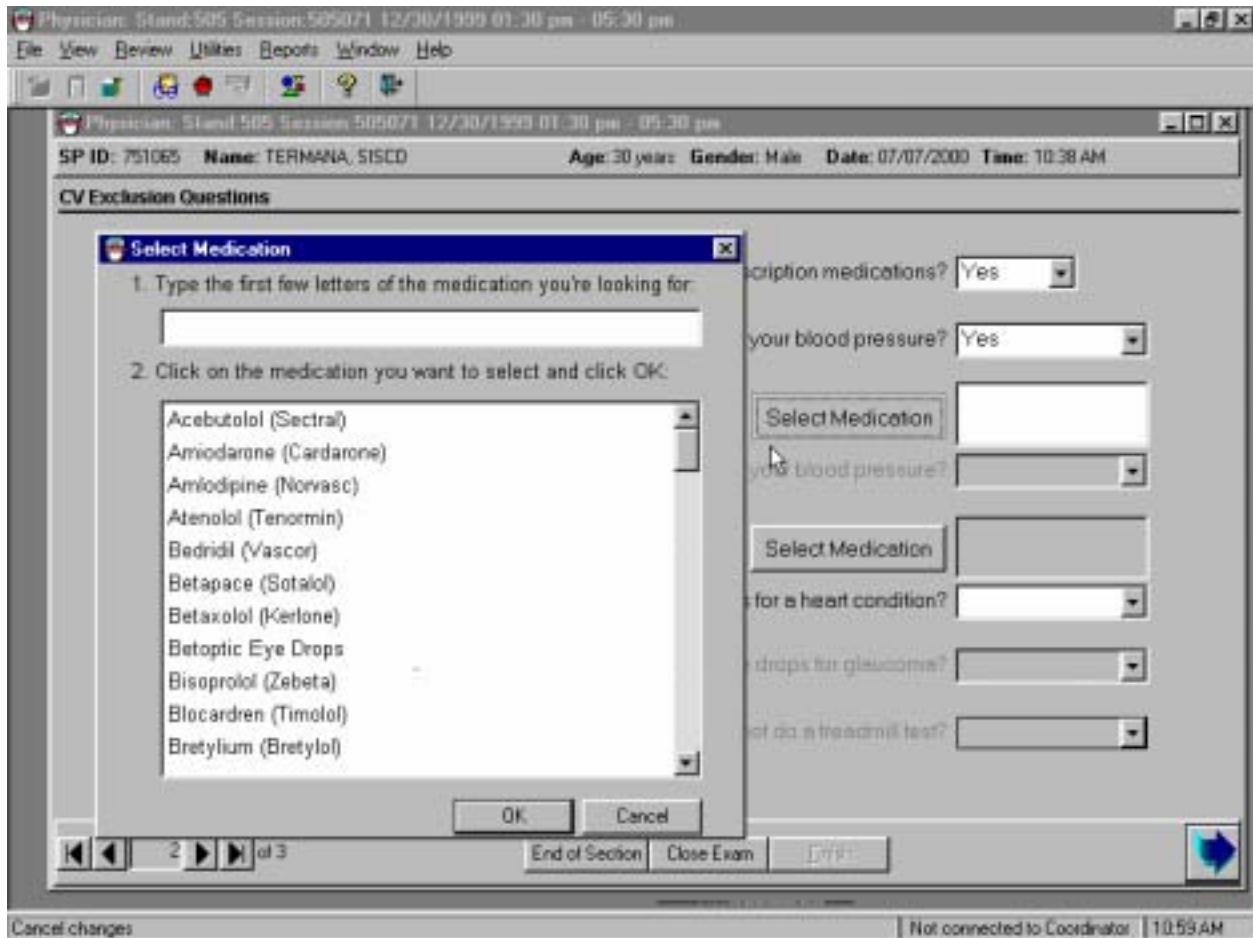 Physician: Stand:505 Session:505071 12/30/1999 01:30 pm - 05:30 pm
File View Review Utilities Reports Window Help
Physician: Stand:505 Session:505071 12/30/1999 01:30 pm - 05:30 pm
SP ID: 751065 Name: TERMANA, SISCO Age: 30 years Gender: Male Date: 07/07/2000 Time: 10:38 AM
CV Exclusion Questions
Select Medication
1. Type the first few letters of the medication you're looking for:
2. Click on the medication you want to select and click OK:
Acebutolol (Sectral)
Amiodarone (Cardarone)
Amlodipine (Norvasc)
Atenolol (Tenormin)
Bedridil (Vascor)
Betapace (Sotalol)
Betaxolol (Kerlone)
Betoptic Eye Drops
Bisoprolol (Zebeta)
Blocardren (Timolol)
Bretylium (Bretylol)
OK Cancel
scription medications? Yes
your blood pressure? Yes
Select Medication
your blood pressure?
Select Medication
s for a heart condition?
drops for glaucoma?
not do a treadmill test?
2 of 3 End of Section Close Exam
Cancel changes Not connected to Coordinator 10:59 AM